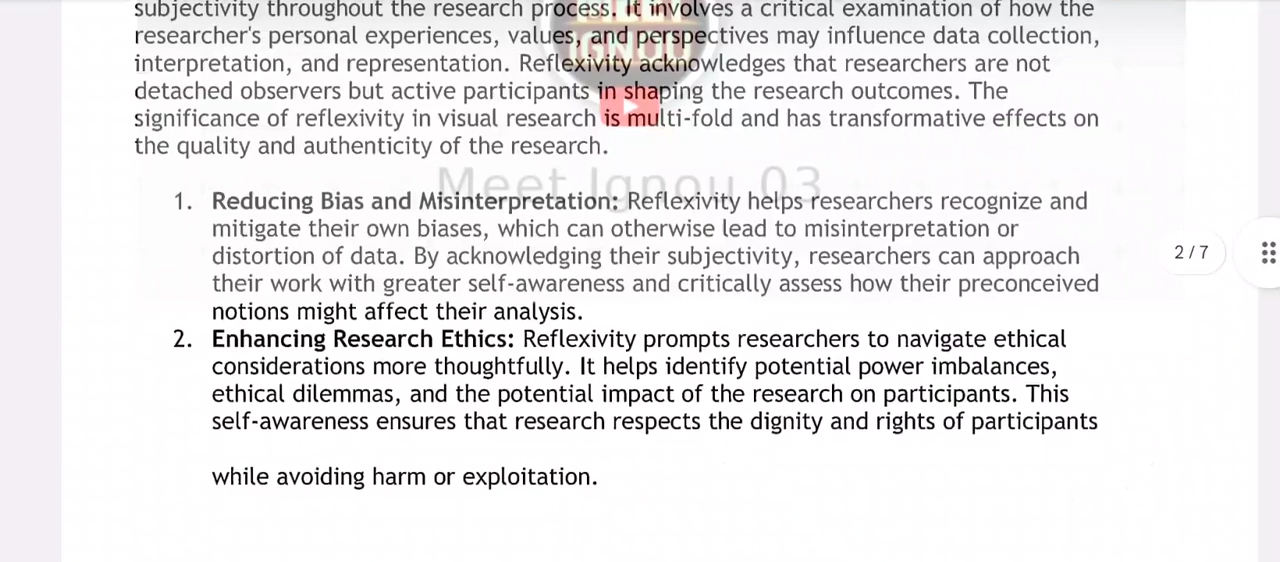 subjectivity throughout the research process. It involves a critical examination of how the
researcher's personal experiences, values, and perspectives may influence data collection,
interpretation, and representation. Reflexivity acknowledges that researchers are not
detached observers but active participants in shaping the research outcomes. The
significance of reflexivity in visual research is multi-fold and has transformative effects on
the quality and authenticity of the research.
Meet Ignou 03
1. Reducing Bias and Misinterpretation: Reflexivity helps researchers recognize and
mitigate their own biases, which can otherwise lead to misinterpretation or
distortion of data. By acknowledging their subjectivity, researchers can approach
their work with greater self-awareness and critically assess how their preconceived
notions might affect their analysis.
2. Enhancing Research Ethics: Reflexivity prompts researchers to navigate ethical
considerations more thoughtfully. It helps identify potential power imbalances,
ethical dilemmas, and the potential impact of the research on participants. This
self-awareness ensures that research respects the dignity and rights of participants
while avoiding harm or exploitation.
IGNOU
2 / 7